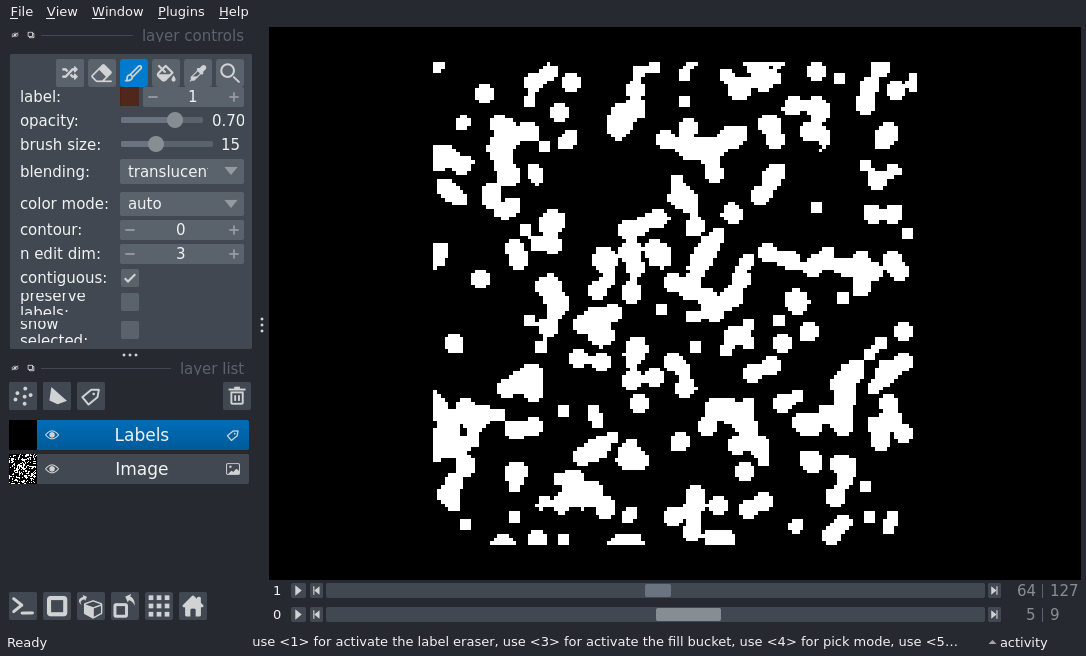 File View Window Plugins Help
layer controls
label: 1
opacity: 0.70
brush size: 15
blending: translucen
color mode: auto
contour: 0
n edit dim: 3
contiguous:
preserve
labels:
show
selected:
layer list
Labels
Image
1 64 127
0 5 9
Ready use <1> for activate the label eraser, use <3> for activate the fill bucket, use <4> for pick mode, use <5... activity